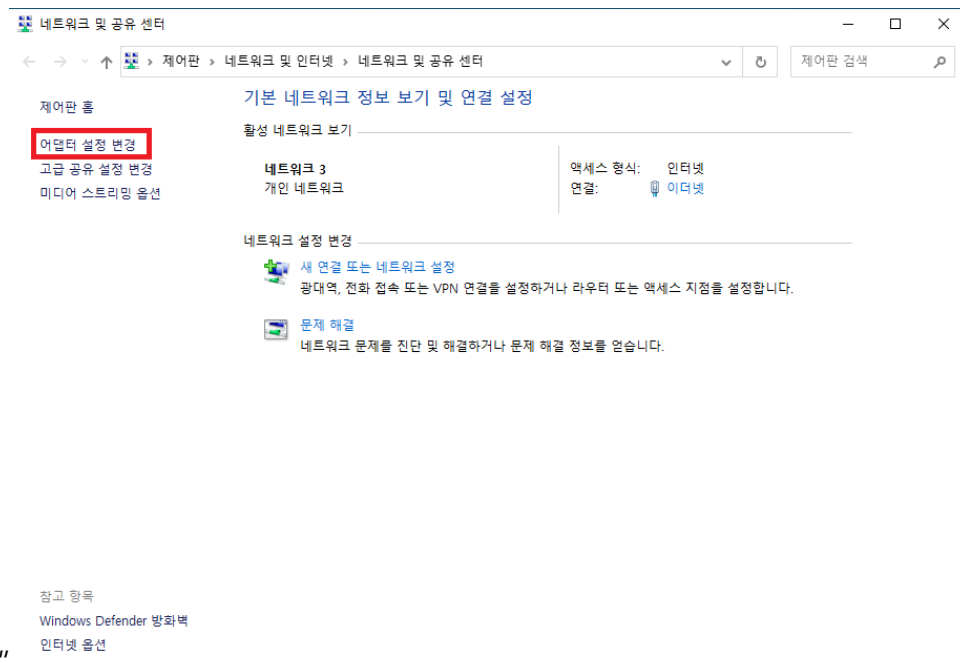 네트워크 및 공유 센터
제어판 › 네트워크 및 인터넷 › 네트워크 및 공유 센터
제어판 검색
제어판 홈
어댑터 설정 변경
고급 공유 설정 변경
미디어 스트리밍 옵션
기본 네트워크 정보 보기 및 연결 설정
활성 네트워크 보기
네트워크 3
개인 네트워크
액세스 형식: 인터넷
연결: 이더넷
네트워크 설정 변경
새 연결 또는 네트워크 설정
광대역, 전화 접속 또는 VPN 연결을 설정하거나 라우터 또는 액세스 지점을 설정합니다.
문제 해결
네트워크 문제를 진단 및 해결하거나 문제 해결 정보를 얻습니다.
참고 항목
Windows Defender 방화벽
인터넷 옵션
"